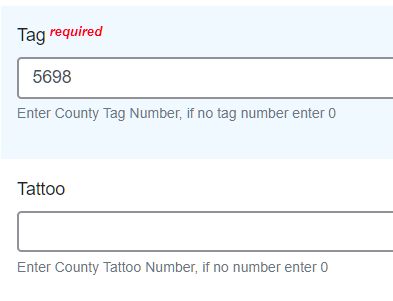 Tag required
5698
Enter County Tag Number, if no tag number enter 0
Tattoo
Enter County Tattoo Number, if no number enter 0